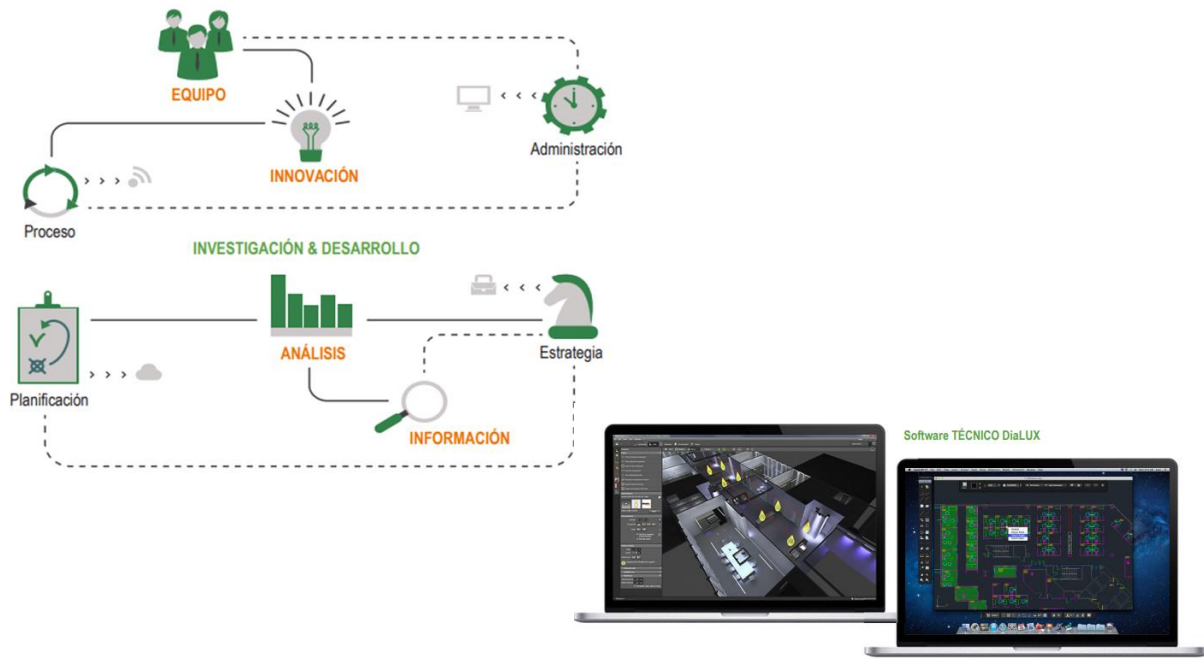 EQUIPO
INNOVACIÓN
Administración
Proceso
INVESTIGACIÓN & DESARROLLO
ANÁLISIS
Estrategia
Planificación
INFORMACIÓN
Software TÉCNICO DiaLUX